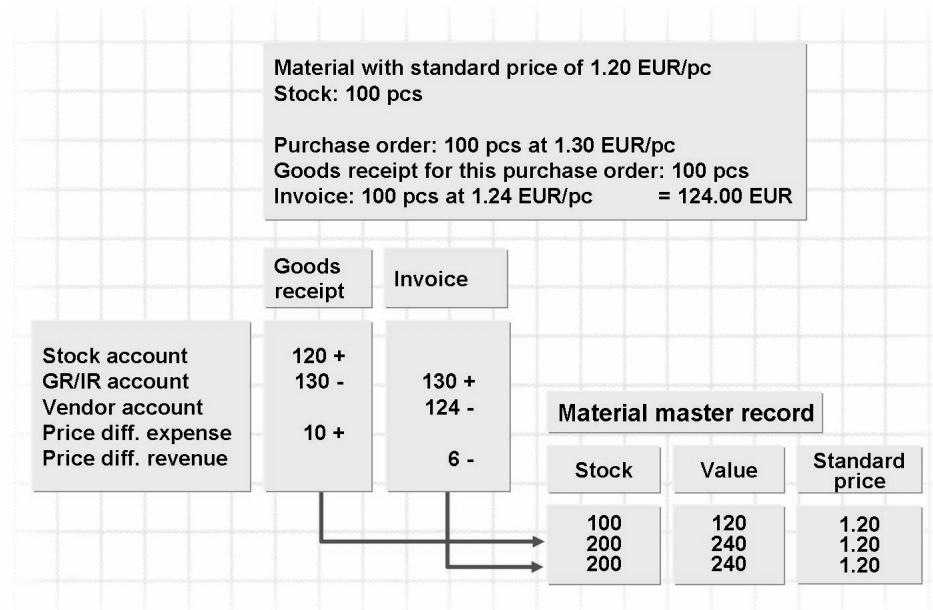 Material with standard price of 1.20 EUR/pc
Stock: 100 pcs
Purchase order: 100 pcs at 1.30 EUR/pc
Goods receipt for this purchase order: 100 pcs
Invoice: 100 pcs at 1.24 EUR/pc = 124.00 EUR
Goods
receipt
Invoice
Stock account 120 +
GR/IR account 130 - 130 +
Vendor account 124 -
Price diff. expense 10 +
Price diff. revenue 6 -
Material master record
Stock Value Standard
price
100 120 1.20
200 240 1.20
200 240 1.20